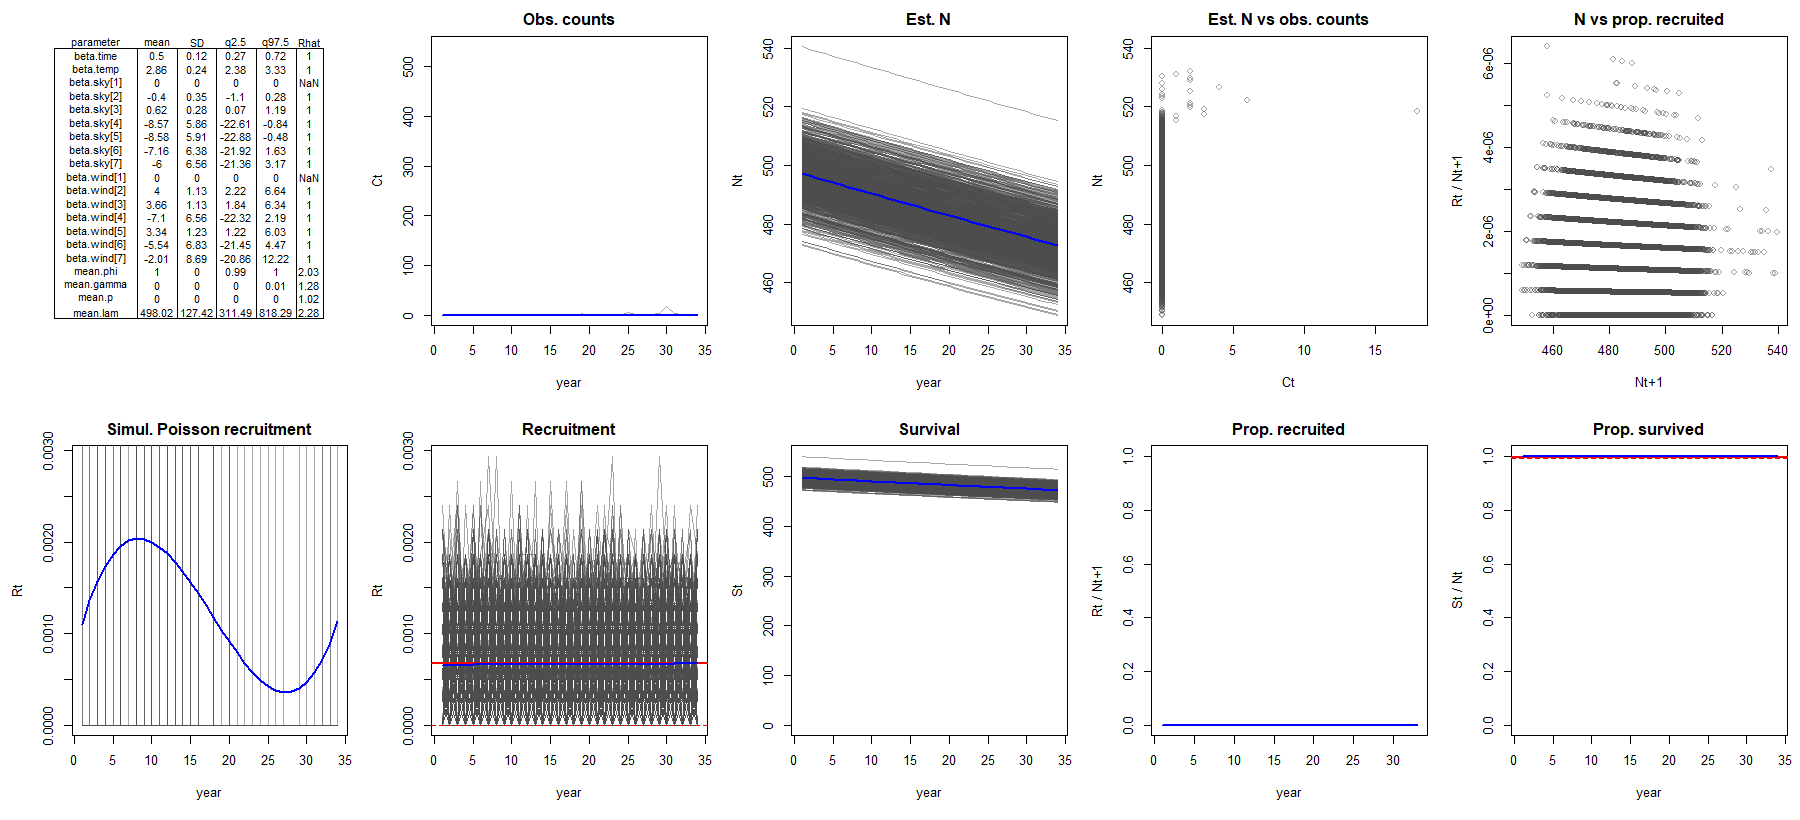 Obs. counts
Est. N
Est. N vs obs. counts
N vs prop. recruited
parameter mean SD q2.5 q97.5 Rhat
beta.time 0.5 0.12 0.27 0.72 1
beta.temp 2.86 0.24 2.38 3.33 1
beta.sky[1] 0 0 0 0 NaN
beta.sky[2] -0.4 0.35 -1.1 0.28 1
beta.sky[3] 0.62 0.28 0.07 1.19 1
beta.sky[4] -8.57 5.86 -22.61 -0.84 1
beta.sky[5] -8.58 5.91 -22.88 -0.48 1
beta.sky[6] -7.16 6.38 -21.92 1.63 1
beta.sky[7] -6 6.56 -21.36 3.17 1
beta.wind[1] 0 0 0 0 NaN
beta.wind[2] 4 1.13 2.22 6.64 1
beta.wind[3] 3.66 1.13 1.84 6.34 1
beta.wind[4] -7.1 6.56 -22.32 2.19 1
beta.wind[5] 3.34 1.23 1.22 6.03 1
beta.wind[6] -5.54 6.83 -21.45 4.47 1
beta.wind[7] -2.01 8.69 -20.86 12.22 1
mean.phi 1 0 0.99 1 2.03
mean.gamma 0 0 0 0.01 1.28
mean.p 0 0 0 0 1.02
mean.lam 498.02 127.42 311.49 818.29 2.28
Ct
0 100 200 300 400 500
0 5 10 15 20 25 30 35
year
Nt
460 480 500 520 540
0 5 10 15 20 25 30 35
year
Nt
460 480 500 520 540
0 5 10 15
Ct
Rt / Nt+1
0e+00 2e-06 4e-06 6e-06
460 480 500 520 540
Nt+1
Simul. Poisson recruitment
Recruitment
Survival
Prop. recruited
Prop. survived
Rt
0.0000 0.0010 0.0020 0.0030
0 5 10 15 20 25 30 35
year
Rt
0.0000 0.0010 0.0020 0.0030
0 5 10 15 20 25 30 35
year
St
0 100 200 300 400 500
0 5 10 15 20 25 30 35
year
Rt / Nt+1
0.0 0.2 0.4 0.6 0.8 1.0
0 5 10 15 20 25 30
year
St / Nt
0.0 0.2 0.4 0.6 0.8 1.0
0 5 10 15 20 25 30 35
year